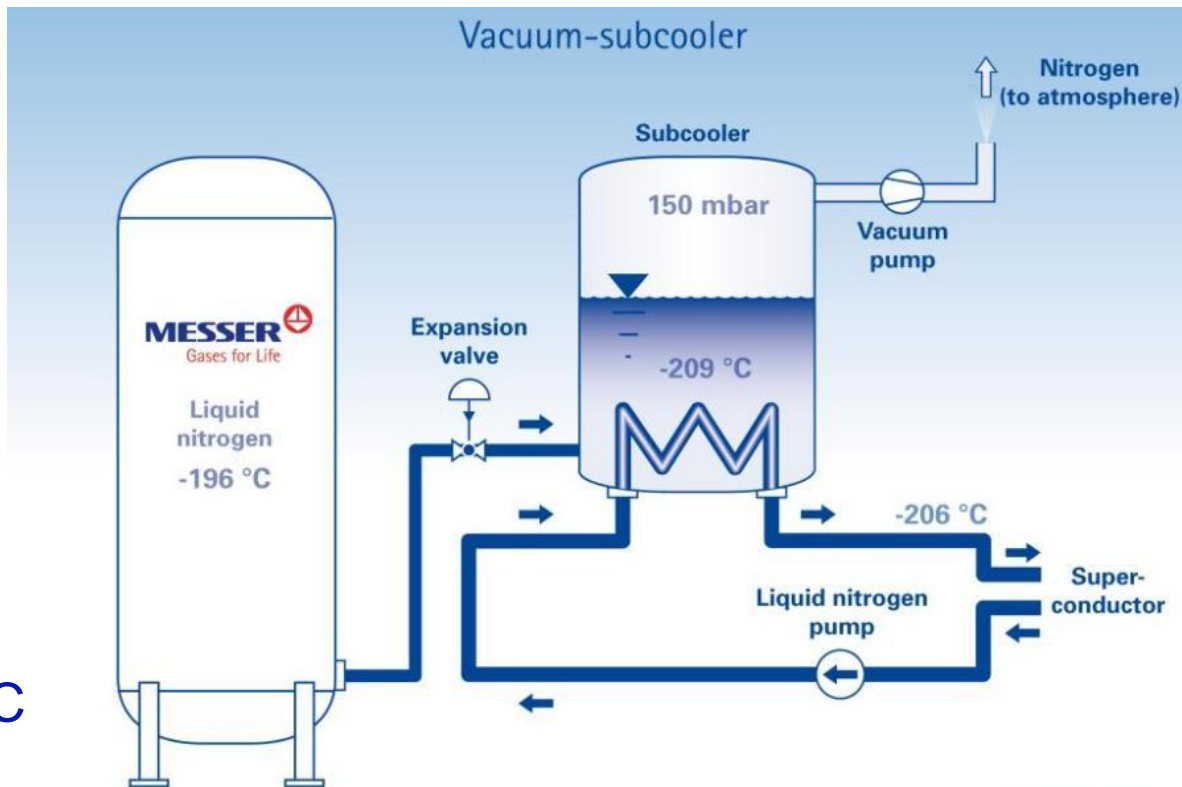 Vacuum-subcooler
Nitrogen
(to atmosphere)
Subcooler
150 mbar
Vacuum
pump
Expansion
valve
MESSER
Gases for Life
-209 °C
Liquid
nitrogen
-196 °C
-206 °C
Super-
conductor
Liquid nitrogen
pump
C